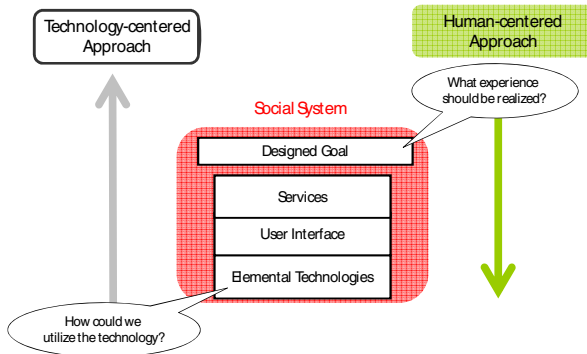 Technology-centered
Approach
Human-centered
Approach
What experience
should be realized?
Social System
Designed Goal
Services
User Interface
Elemental Technologies
How could we
utilize the technology?